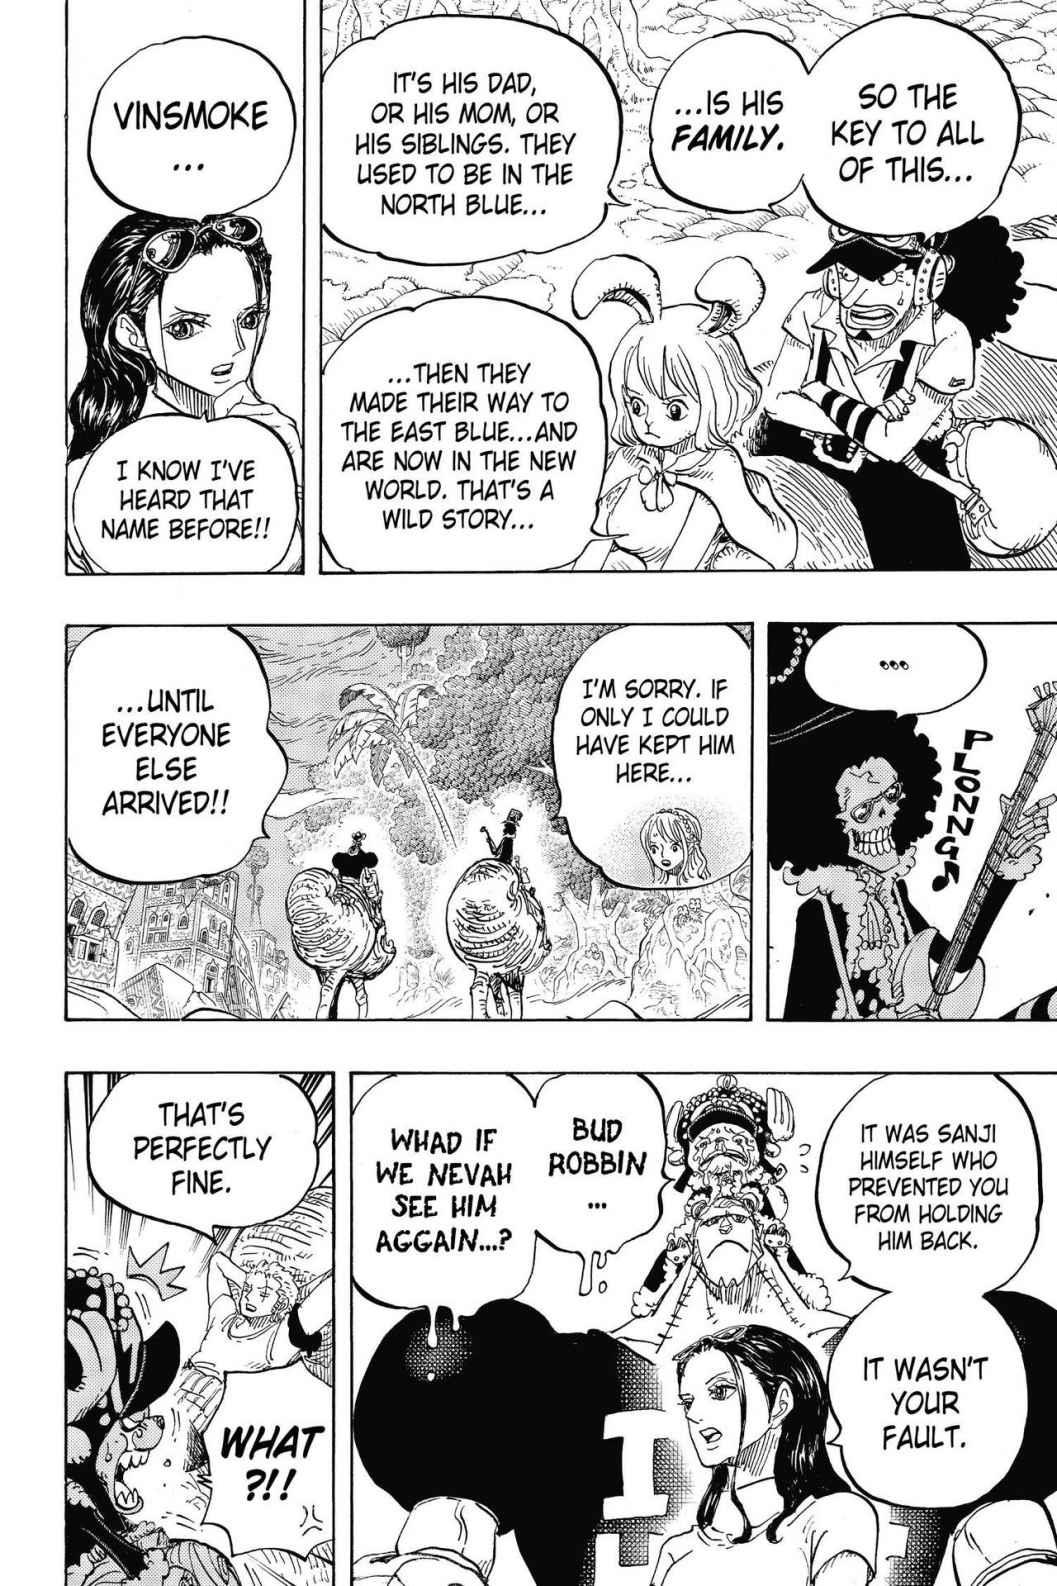 SO THE
KEY TO ALL
OF THIS...
...IS HIS
FAMILY.
IT'S HIS DAD,
OR HIS MOM, OR
HIS SIBLINGS. THEY
USED TO BE IN THE
NORTH BLUE...
...THEN THEY
MADE THEIR WAY TO
THE EAST BLUE...AND
ARE NOW IN THE NEW
WORLD. THAT'S A
WILD STORY...
VINSMOKE
...
I KNOW I'VE
HEARD THAT
NAME BEFORE!!
...
PLONNG♪
I'M SORRY. IF
ONLY I COULD
HAVE KEPT HIM
HERE...
...UNTIL
EVERYONE
ELSE
ARRIVED!!
IT WAS SANJI
HIMSELF WHO
PREVENTED YOU
FROM HOLDING
HIM BACK.
IT WASN'T
YOUR
FAULT.
BUD
ROBBIN
...
WHAD IF
WE NEVAH
SEE HIM
AGGAIN...?
THAT'S
PERFECTLY
FINE.
WHAT
?!!